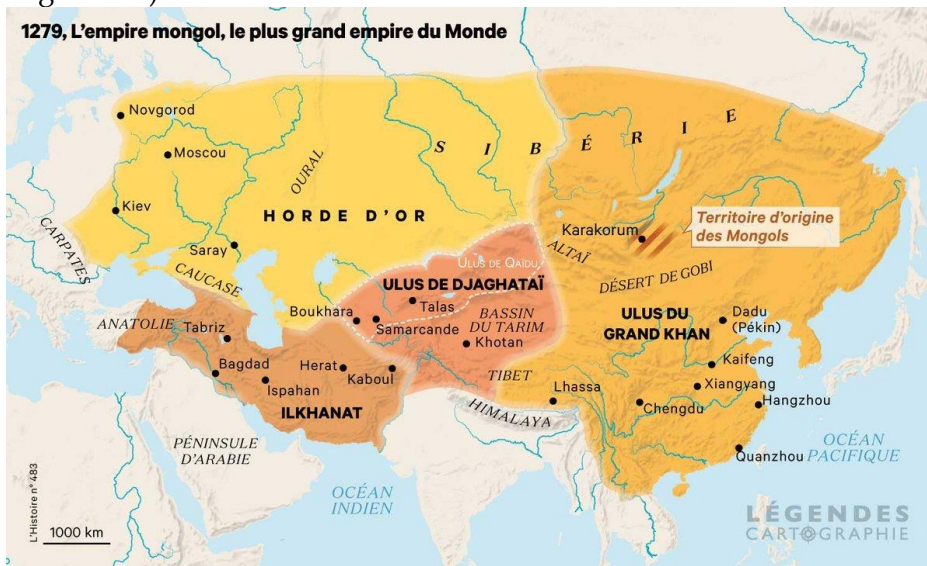 1279, L'empire mongol, le plus grand empire du Monde
Novgorod
Moscou
Kiev
OURAL
SIBÉRIE
HORDE D'OR
Saray
CARPATES
CAUCASE
Karakorum
Territoire d'origine
des Mongols
ALTAÏ
DÉSERT DE GOBI
ULUS DE QAÏDU
ULUS DE DJAGHATAÏ
Boukhara
Talas
Samarcande
BASSIN
DU TARIM
Khotan
ULUS DU
GRAND KHAN
Dadu
(Pékin)
ANATOLIE
Tabriz
Bagdad
Herat
Kaboul
Ispahan
ILKHANAT
TIBET
Lhassa
HIMALAYA
Kaifeng
Xiangyang
Chengdu
Hangzhou
Quanzhou
PÉNINSULE
D'ARABIE
OCÉAN
INDIEN
OCÉAN
PACIFIQUE
L'Histoire n° 483
1000 km
LÉGENDES
CARTOGRAPHIE